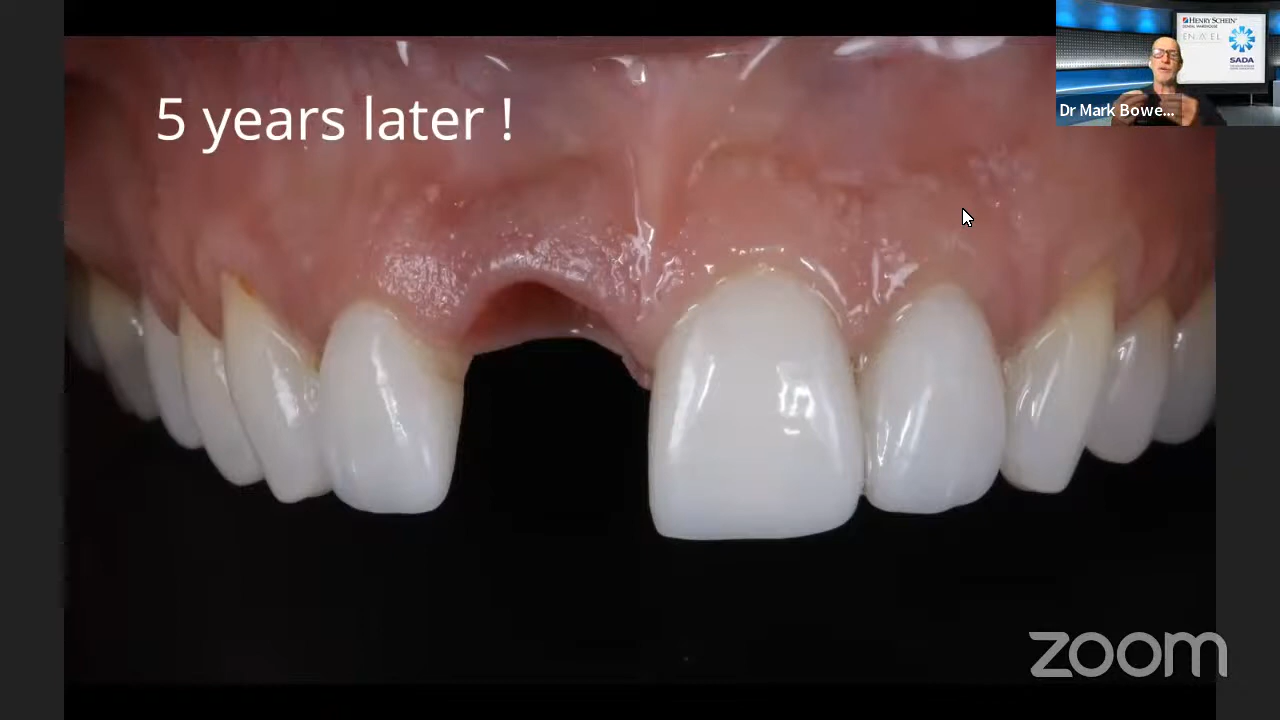 5 years later !
HENRY SCHEIN
SADA
Dr Mark Bowe...
zoom